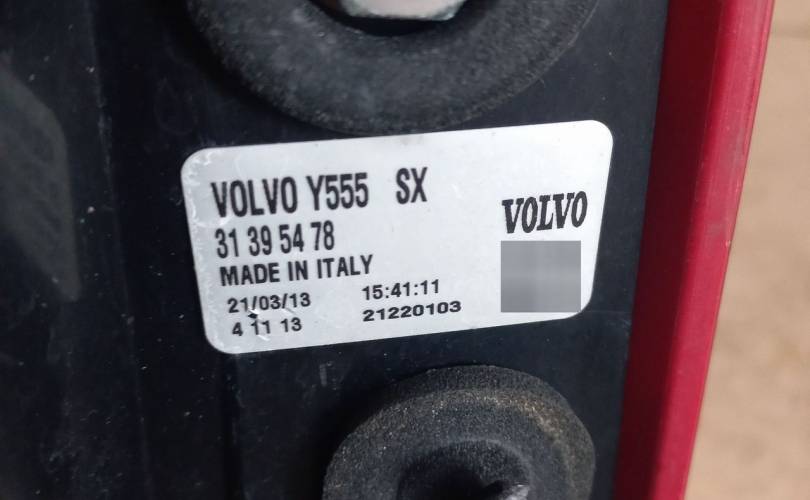 VOLVO Y555 SX
31 39 54 78
VOLVO
MADE IN ITALY
21/03/13 15:41:11
4 11 13 21220103